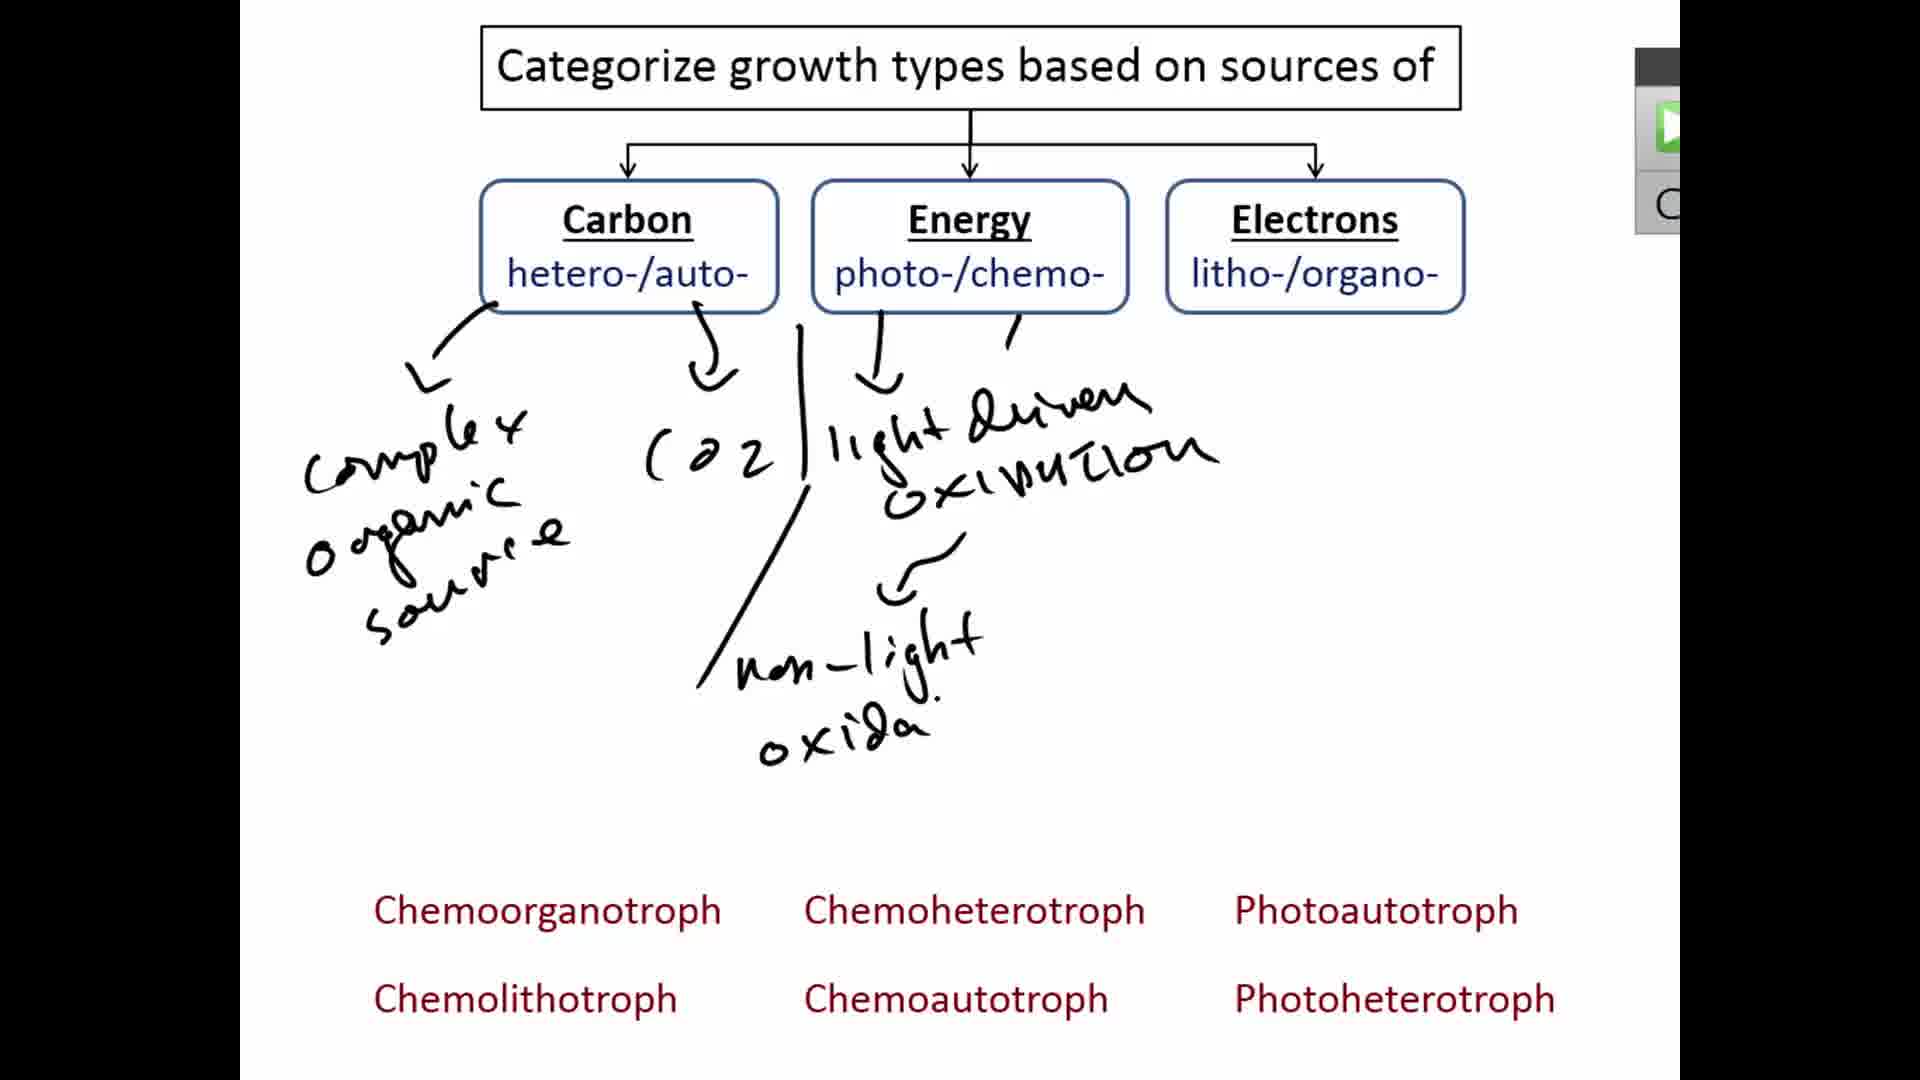 Categorize growth types based on sources of
Carbon
hetero-/auto-
Energy
photo-/chemo-
Electrons
litho-/organo-
complex
organic
source
CO2
light driven
oxidation
non-light
oxida
Chemoorganotroph
Chemoheterotroph
Photoautotroph
Chemolithotroph
Chemoautotroph
Photoheterotroph